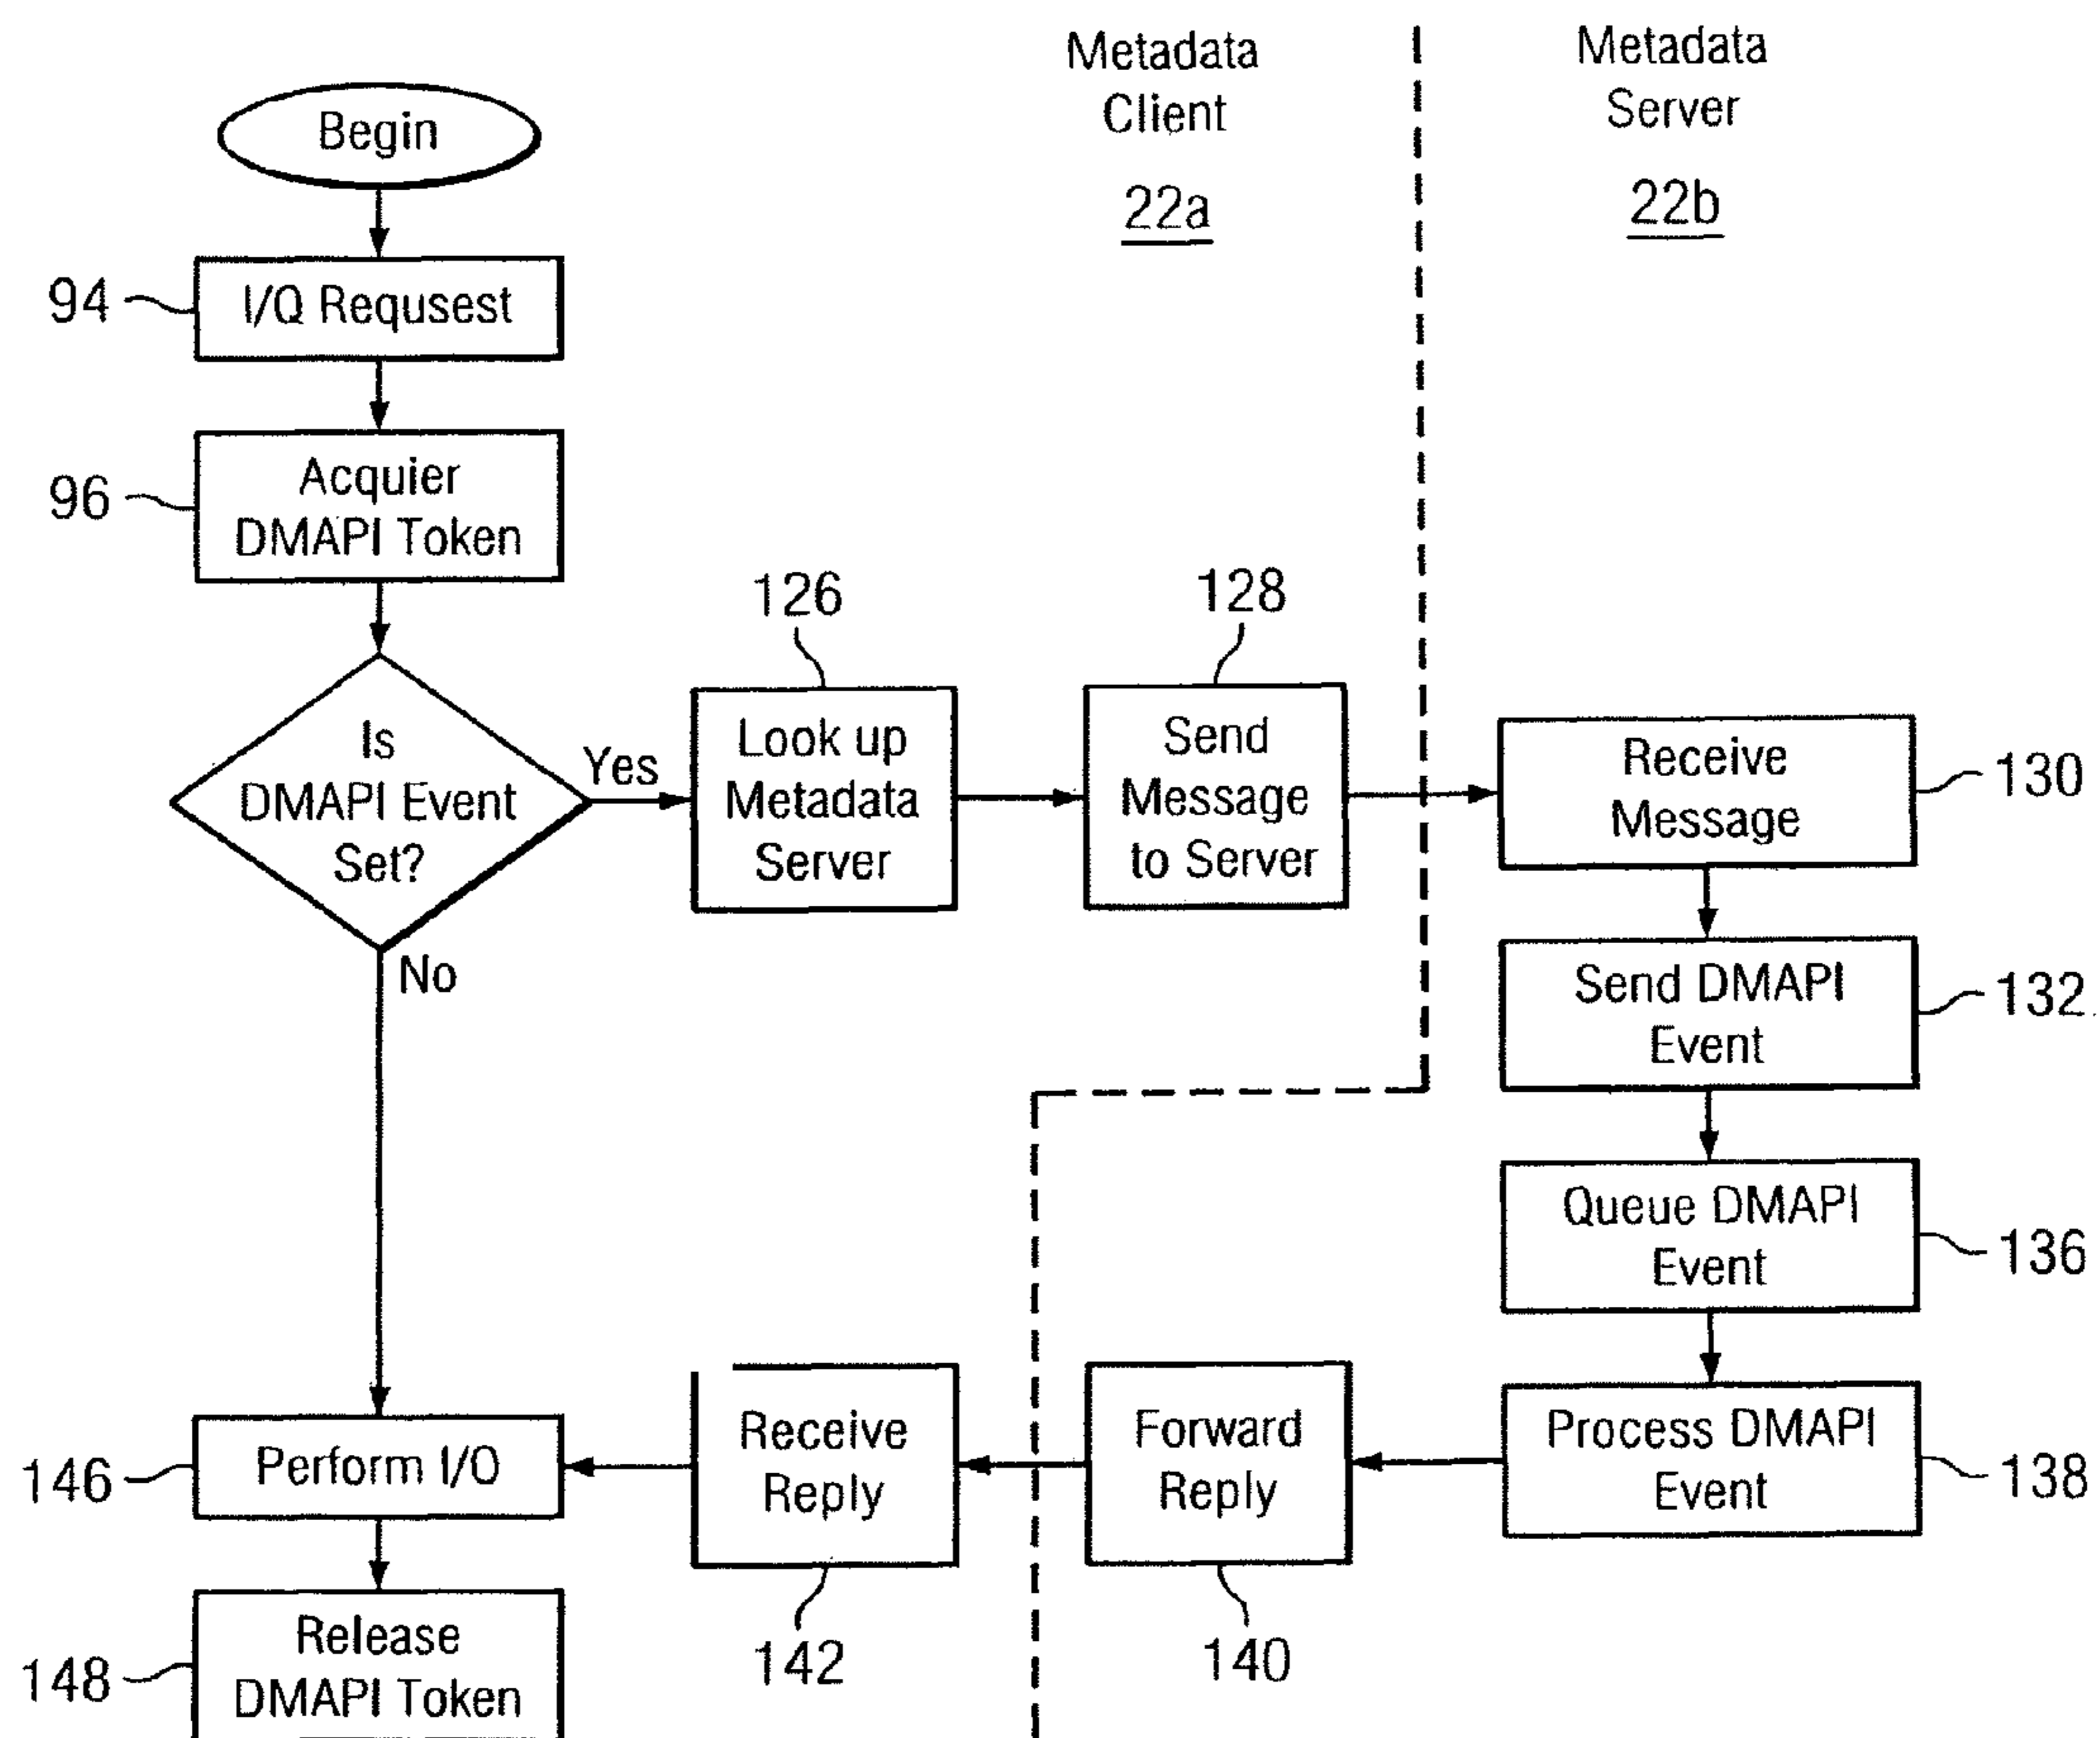 Metadata
Client
22a
Metadata
Server
22b
Begin
94
I/Q Requsest
96
Acquier
DMAPI Token
Is
DMAPI Event
Set?
Yes
No
126
Look up
Metadata
Server
128
Send
Message
to Server
Receive
Message
130
Send DMAPI
Event
132
Queue DMAPI
Event
136
Process DMAPI
Event
138
Forward
Reply
140
Receive
Reply
142
146
Perform I/O
148
Release
DMAPI Token